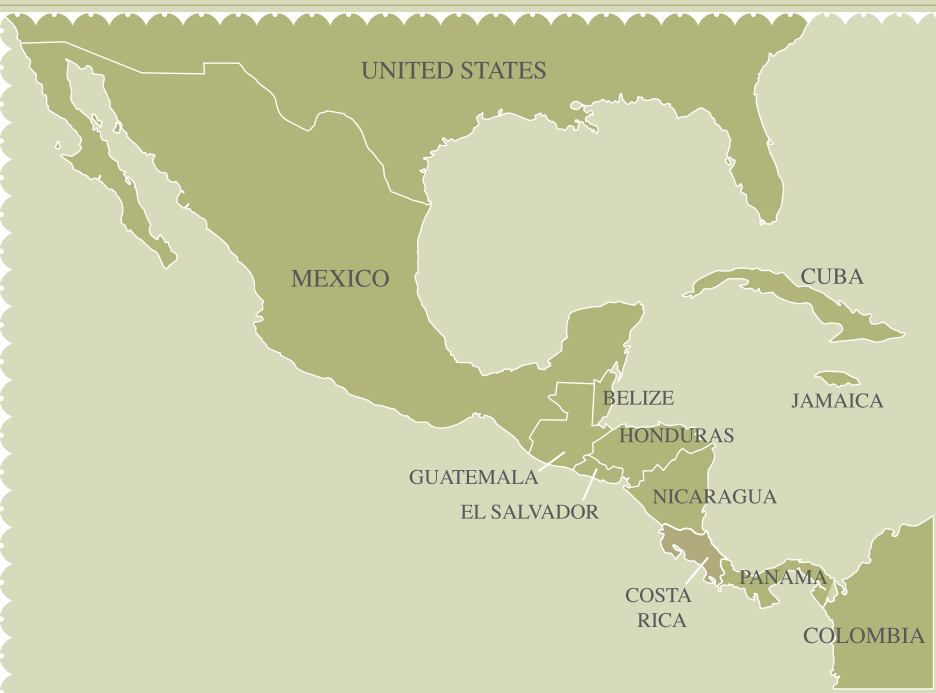 UNITED STATES
MEXICO
CUBA
BELIZE
JAMAICA
HONDURAS
GUATEMALA
NICARAGUA
EL SALVADOR
PANAMA
COSTA
RICA
COLOMBIA